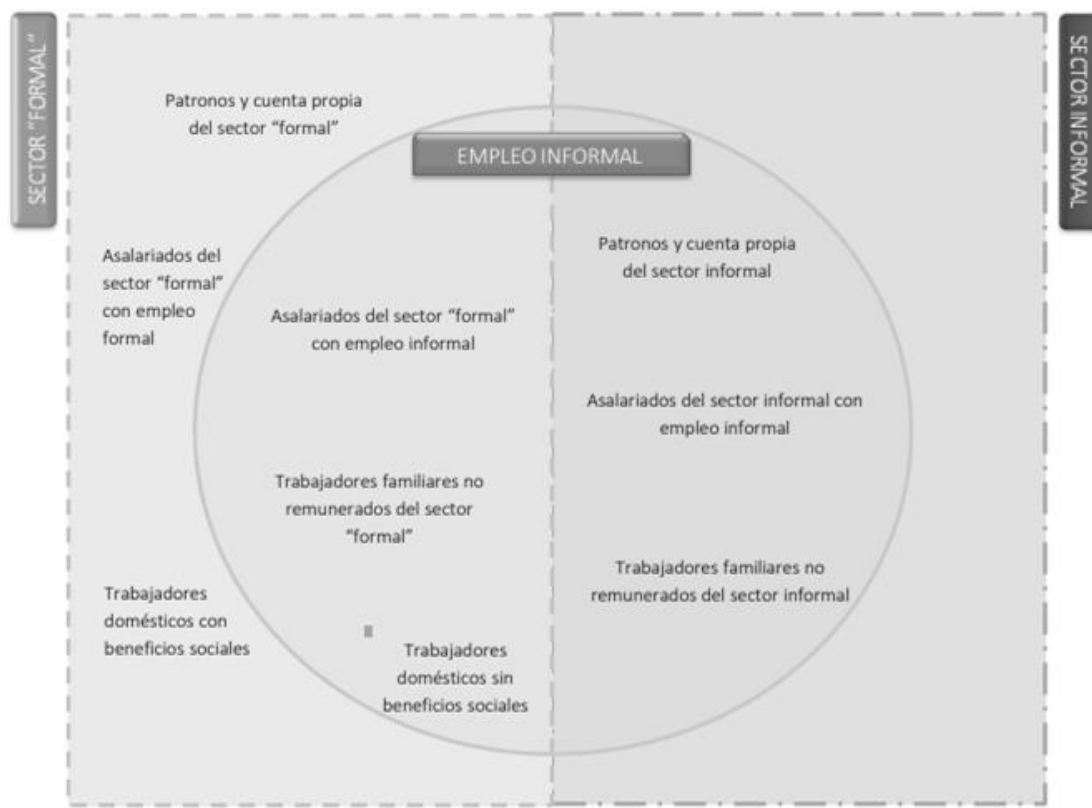 SECTOR "FORMAL"
SECTOR INFORMAL
Patronos y cuenta propia
del sector "formal"
EMPLEO INFORMAL
Asalariados del
sector "formal"
con empleo
formal
Asalariados del sector "formal"
con empleo informal
Patronos y cuenta propia
del sector informal
Asalariados del sector informal con
empleo informal
Trabajadores familiares no
remunerados del sector
"formal"
Trabajadores familiares no
remunerados del sector informal
Trabajadores
domésticos con
beneficios sociales
Trabajadores
domésticos sin
beneficios sociales